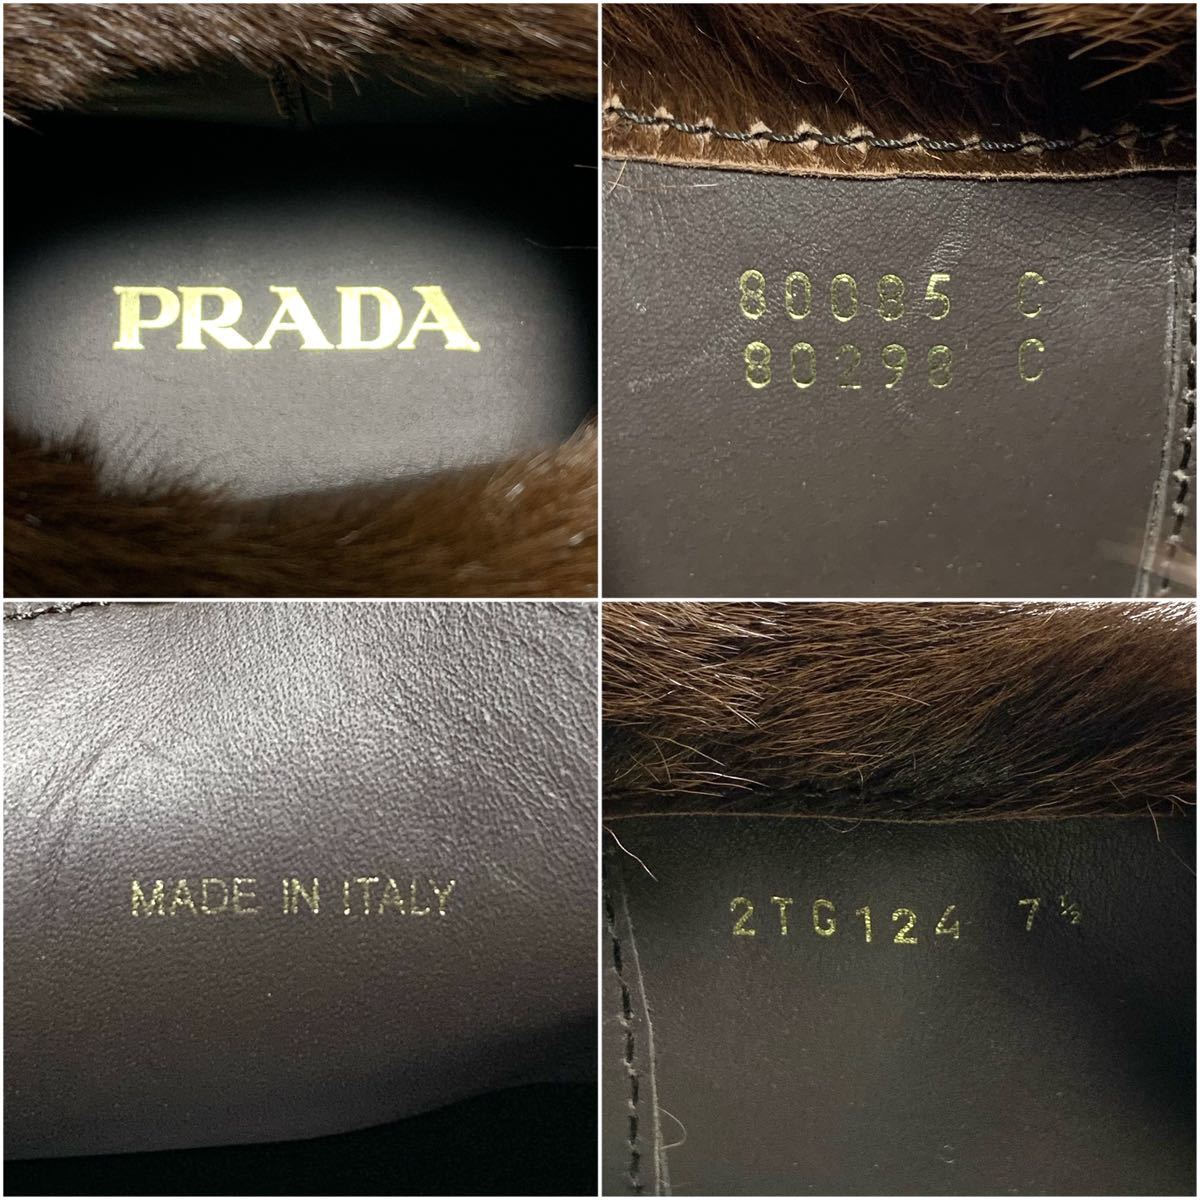 PRADA
80085 C
80298 C
MADE IN ITALY
2TG124 7½